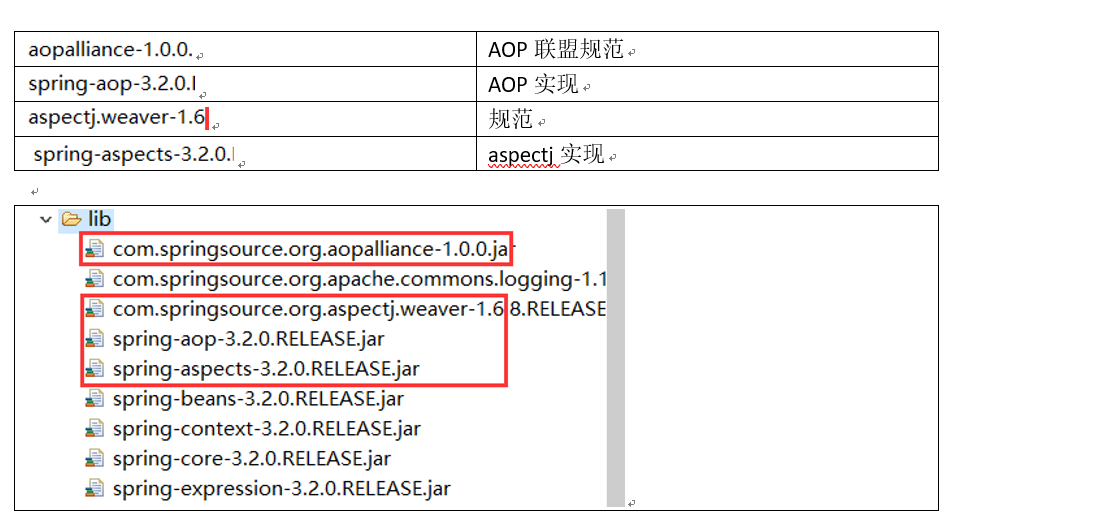 aopalliance-1.0.0. AOP 联盟规范
spring-aop-3.2.0. AOP 实现
aspectj.weaver-1.6 规范
spring-aspects-3.2.0. aspectj 实现
lib
com.springsource.org.aopalliance-1.0.0.jar
com.springsource.org.apache.commons.logging-1.1
com.springsource.org.aspectj.weaver-1.6.8.RELEASE
spring-aop-3.2.0.RELEASE.jar
spring-aspects-3.2.0.RELEASE.jar
spring-beans-3.2.0.RELEASE.jar
spring-context-3.2.0.RELEASE.jar
spring-core-3.2.0.RELEASE.jar
spring-expression-3.2.0.RELEASE.jar